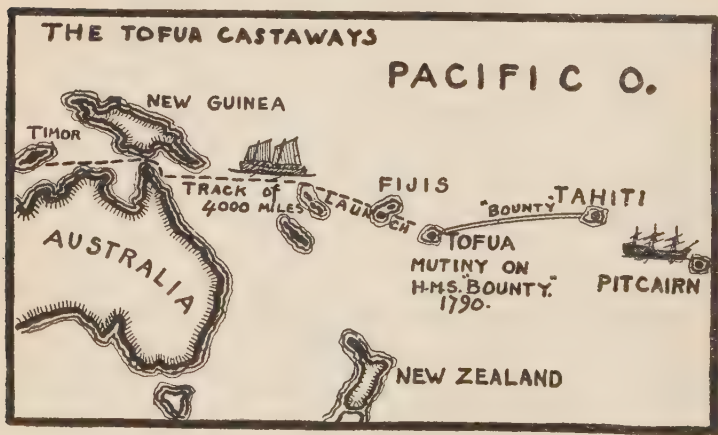 THE TOFUA CASTAWAYS
PACIFIC O.
NEW GUINEA
TIMOR
TRACK OF
4000 MILES
LAUNCH
FIJIS
"BOUNTY"
TAHITI
TOFUA
MUTINY ON
H.M.S. "BOUNTY."
1790.
PITCAIRN
AUSTRALIA
NEW ZEALAND